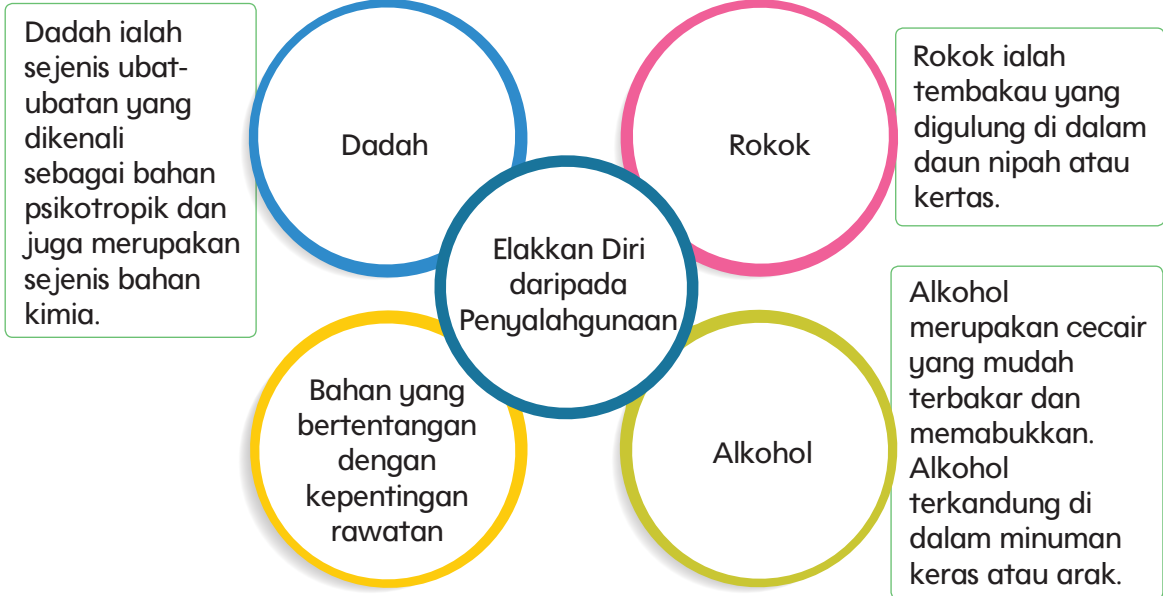 Dadah ialah
sejenis ubat-
ubatan yang
dikenali
sebagai bahan
psikotropik dan
juga merupakan
sejenis bahan
kimia.
Dadah
Rokok
Rokok ialah
tembakau yang
digulung di dalam
daun nipah atau
kertas.
Elakkan Diri
daripada
Penyalahgunaan
Bahan yang
bertentangan
dengan
kepentingan
rawatan
Alkohol
Alkohol
merupakan cecair
yang mudah
terbakar dan
memabukkan.
Alkohol
terkandung di
dalam minuman
keras atau arak.